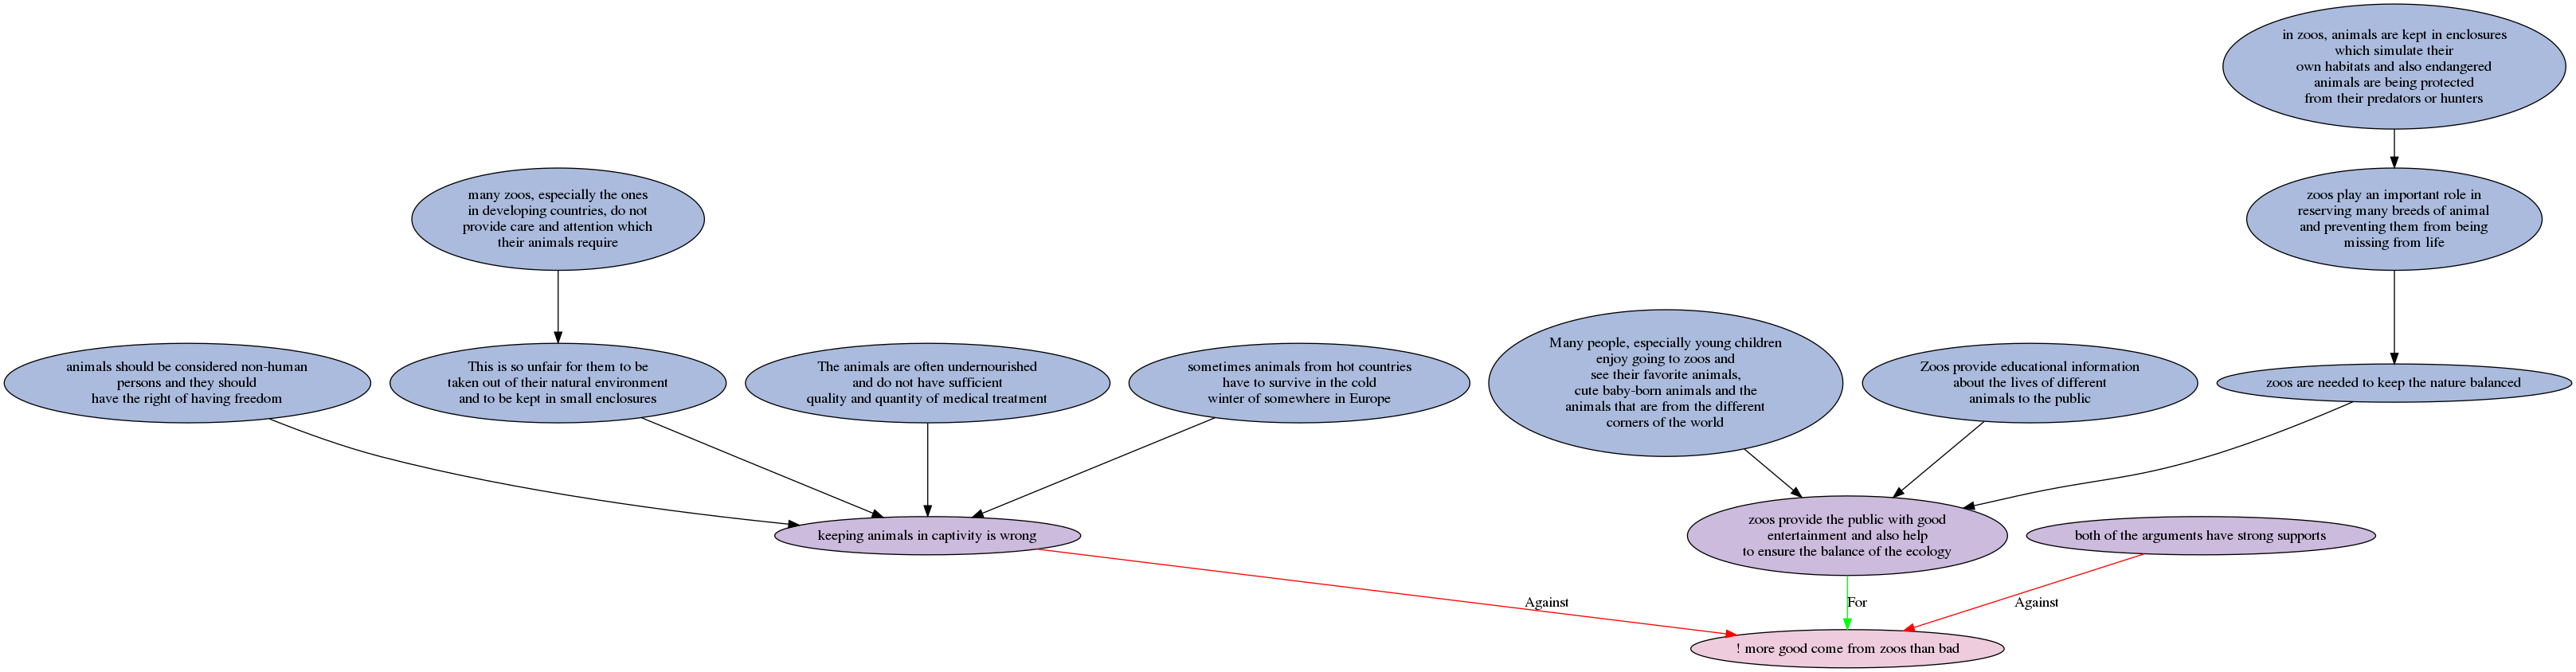 in zoos, animals are kept in enclosures
which simulate their
own habitats and also endangered
animals are being protected
from their predators or hunters
many zoos, especially the ones
in developing countries, do not
provide care and attention which
their animals require
zoos play an important role in
reserving many breeds of animal
and preventing them from being
missing from life
animals should be considered non-human
persons and they should
have the right of having freedom
This is so unfair for them to be
taken out of their natural environment
and to be kept in small enclosures
The animals are often undernourished
and do not have sufficient
quality and quantity of medical treatment
sometimes animals from hot countries
have to survive in the cold
winter of somewhere in Europe
Many people, especially young children
enjoy going to zoos and
see their favorite animals,
cute baby-born animals and the
animals that are from the different
corners of the world
Zoos provide educational information
about the lives of different
animals to the public
zoos are needed to keep the nature balanced
keeping animals in captivity is wrong
zoos provide the public with good
entertainment and also help
to ensure the balance of the ecology
both of the arguments have strong supports
Against
For
Against
! more good come from zoos than bad